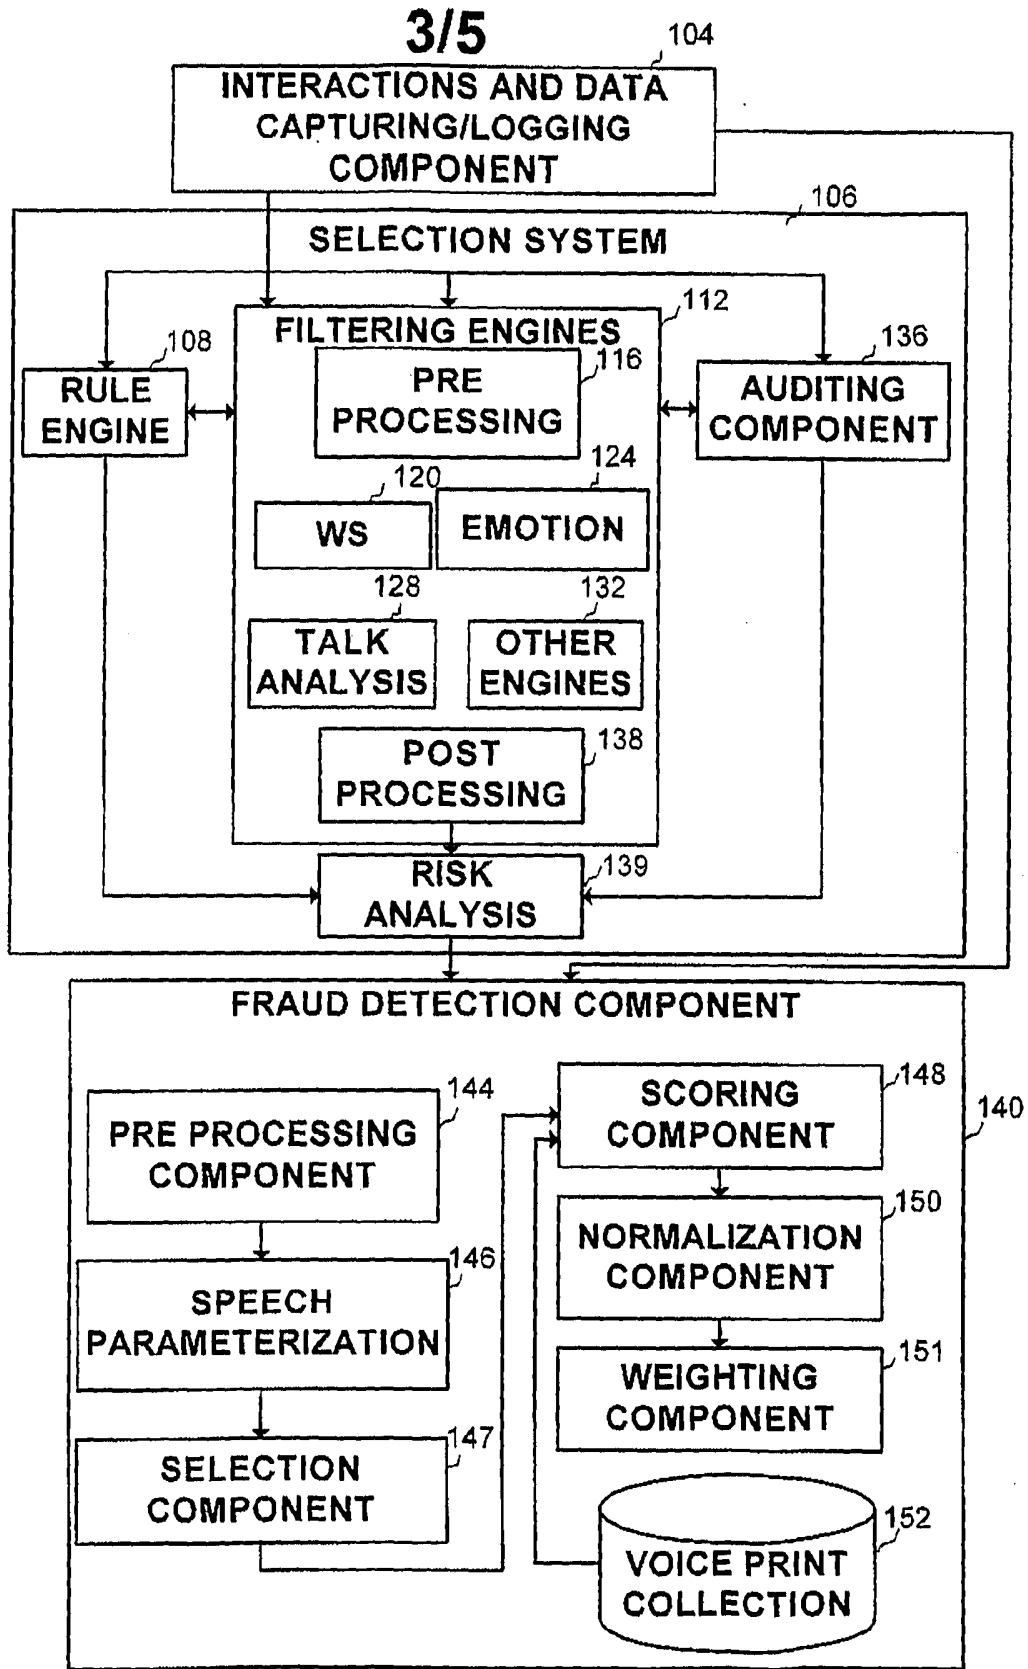 3/5
104
INTERACTIONS AND DATA
CAPTURING/LOGGING
COMPONENT
106
SELECTION SYSTEM
112
FILTERING ENGINES
108
RULE
ENGINE
116
PRE
PROCESSING
136
AUDITING
COMPONENT
120
WS
124
EMOTION
128
TALK
ANALYSIS
132
OTHER
ENGINES
138
POST
PROCESSING
139
RISK
ANALYSIS
FRAUD DETECTION COMPONENT
140
144
PRE PROCESSING
COMPONENT
146
SPEECH
PARAMETERIZATION
147
SELECTION
COMPONENT
148
SCORING
COMPONENT
150
NORMALIZATION
COMPONENT
151
WEIGHTING
COMPONENT
152
VOICE PRINT
COLLECTION